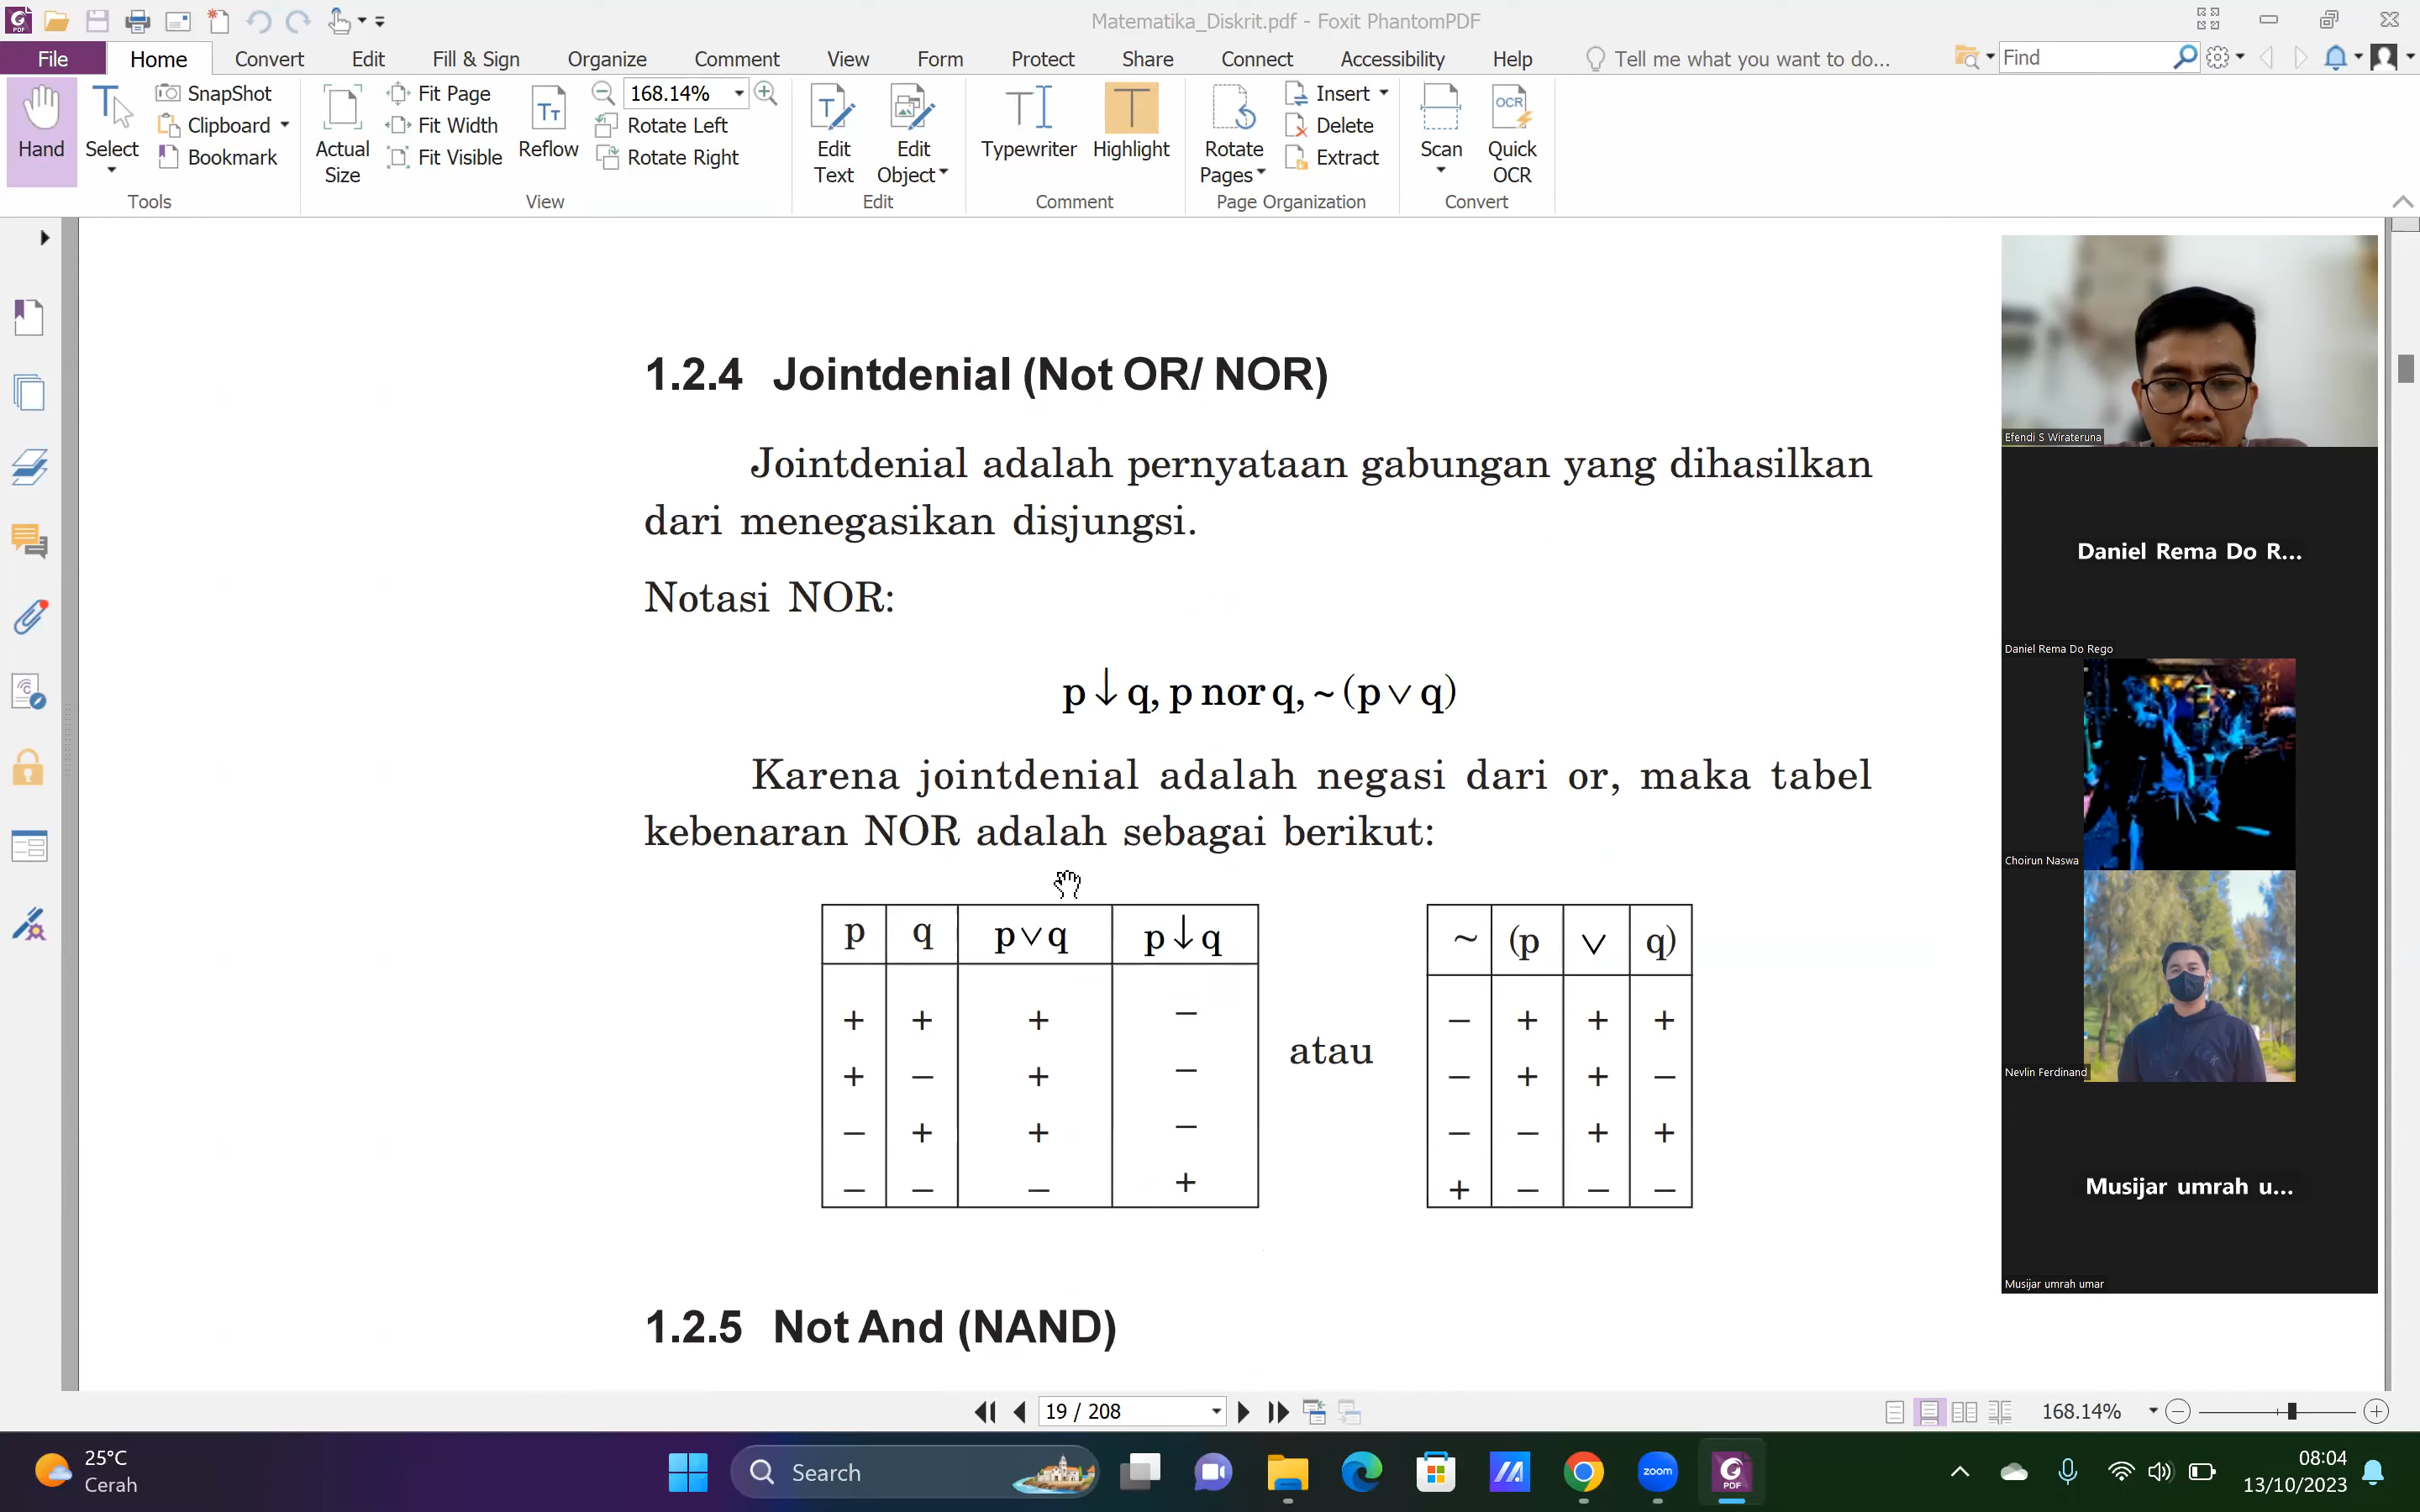 Matematika_Diskrit.pdf - Foxit PhantomPDF
File Home Convert Edit Fill & Sign Organize Comment View Form Protect Share Connect Accessibility Help Tell me what you want to do... Find
Hand
Select
SnapShot
Clipboard
Bookmark
Tools
Actual Size
Fit Page
Fit Width
Fit Visible
Reflow
168.14%
Rotate Left
Rotate Right
View
Edit Text
Edit Object
Edit
Typewriter
Highlight
Comment
Rotate Pages
Insert
Delete
Extract
Page Organization
Scan
OCR
Quick OCR
Convert
1.2.4 Jointdenial (Not OR/ NOR)
Jointdenial adalah pernyataan gabungan yang dihasilkan
dari menegasikan disjungsi.
Notasi NOR:
p ↓ q, p nor q, ~ (p ∨ q)
Karena jointdenial adalah negasi dari or, maka tabel
kebenaran NOR adalah sebagai berikut:
p q p ∨ q p ↓ q
+ + + −
+ − + −
− + + −
− − − +
atau
~ (p ∨ q)
− + + +
− + + −
− − + +
+ − − −
1.2.5 Not And (NAND)
Efendi S Wirateruna
Daniel Rema Do R...
Daniel Rema Do Rego
Choirun Naswa
Nevlin Ferdinand
Musijar umrah u...
Musijar umrah umar
19 / 208
168.14%
25°C
Cerah
Search
zoom
PDF
08:04
13/10/2023